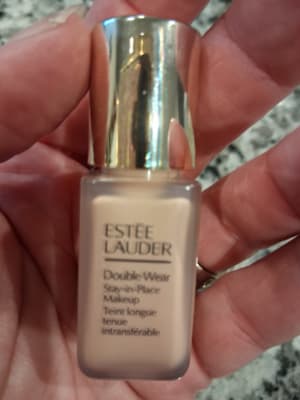 ESTĒE
LAUDER
Double Wear
Stay-in-Place
Makeup
Teint longue
tenue
intransférable